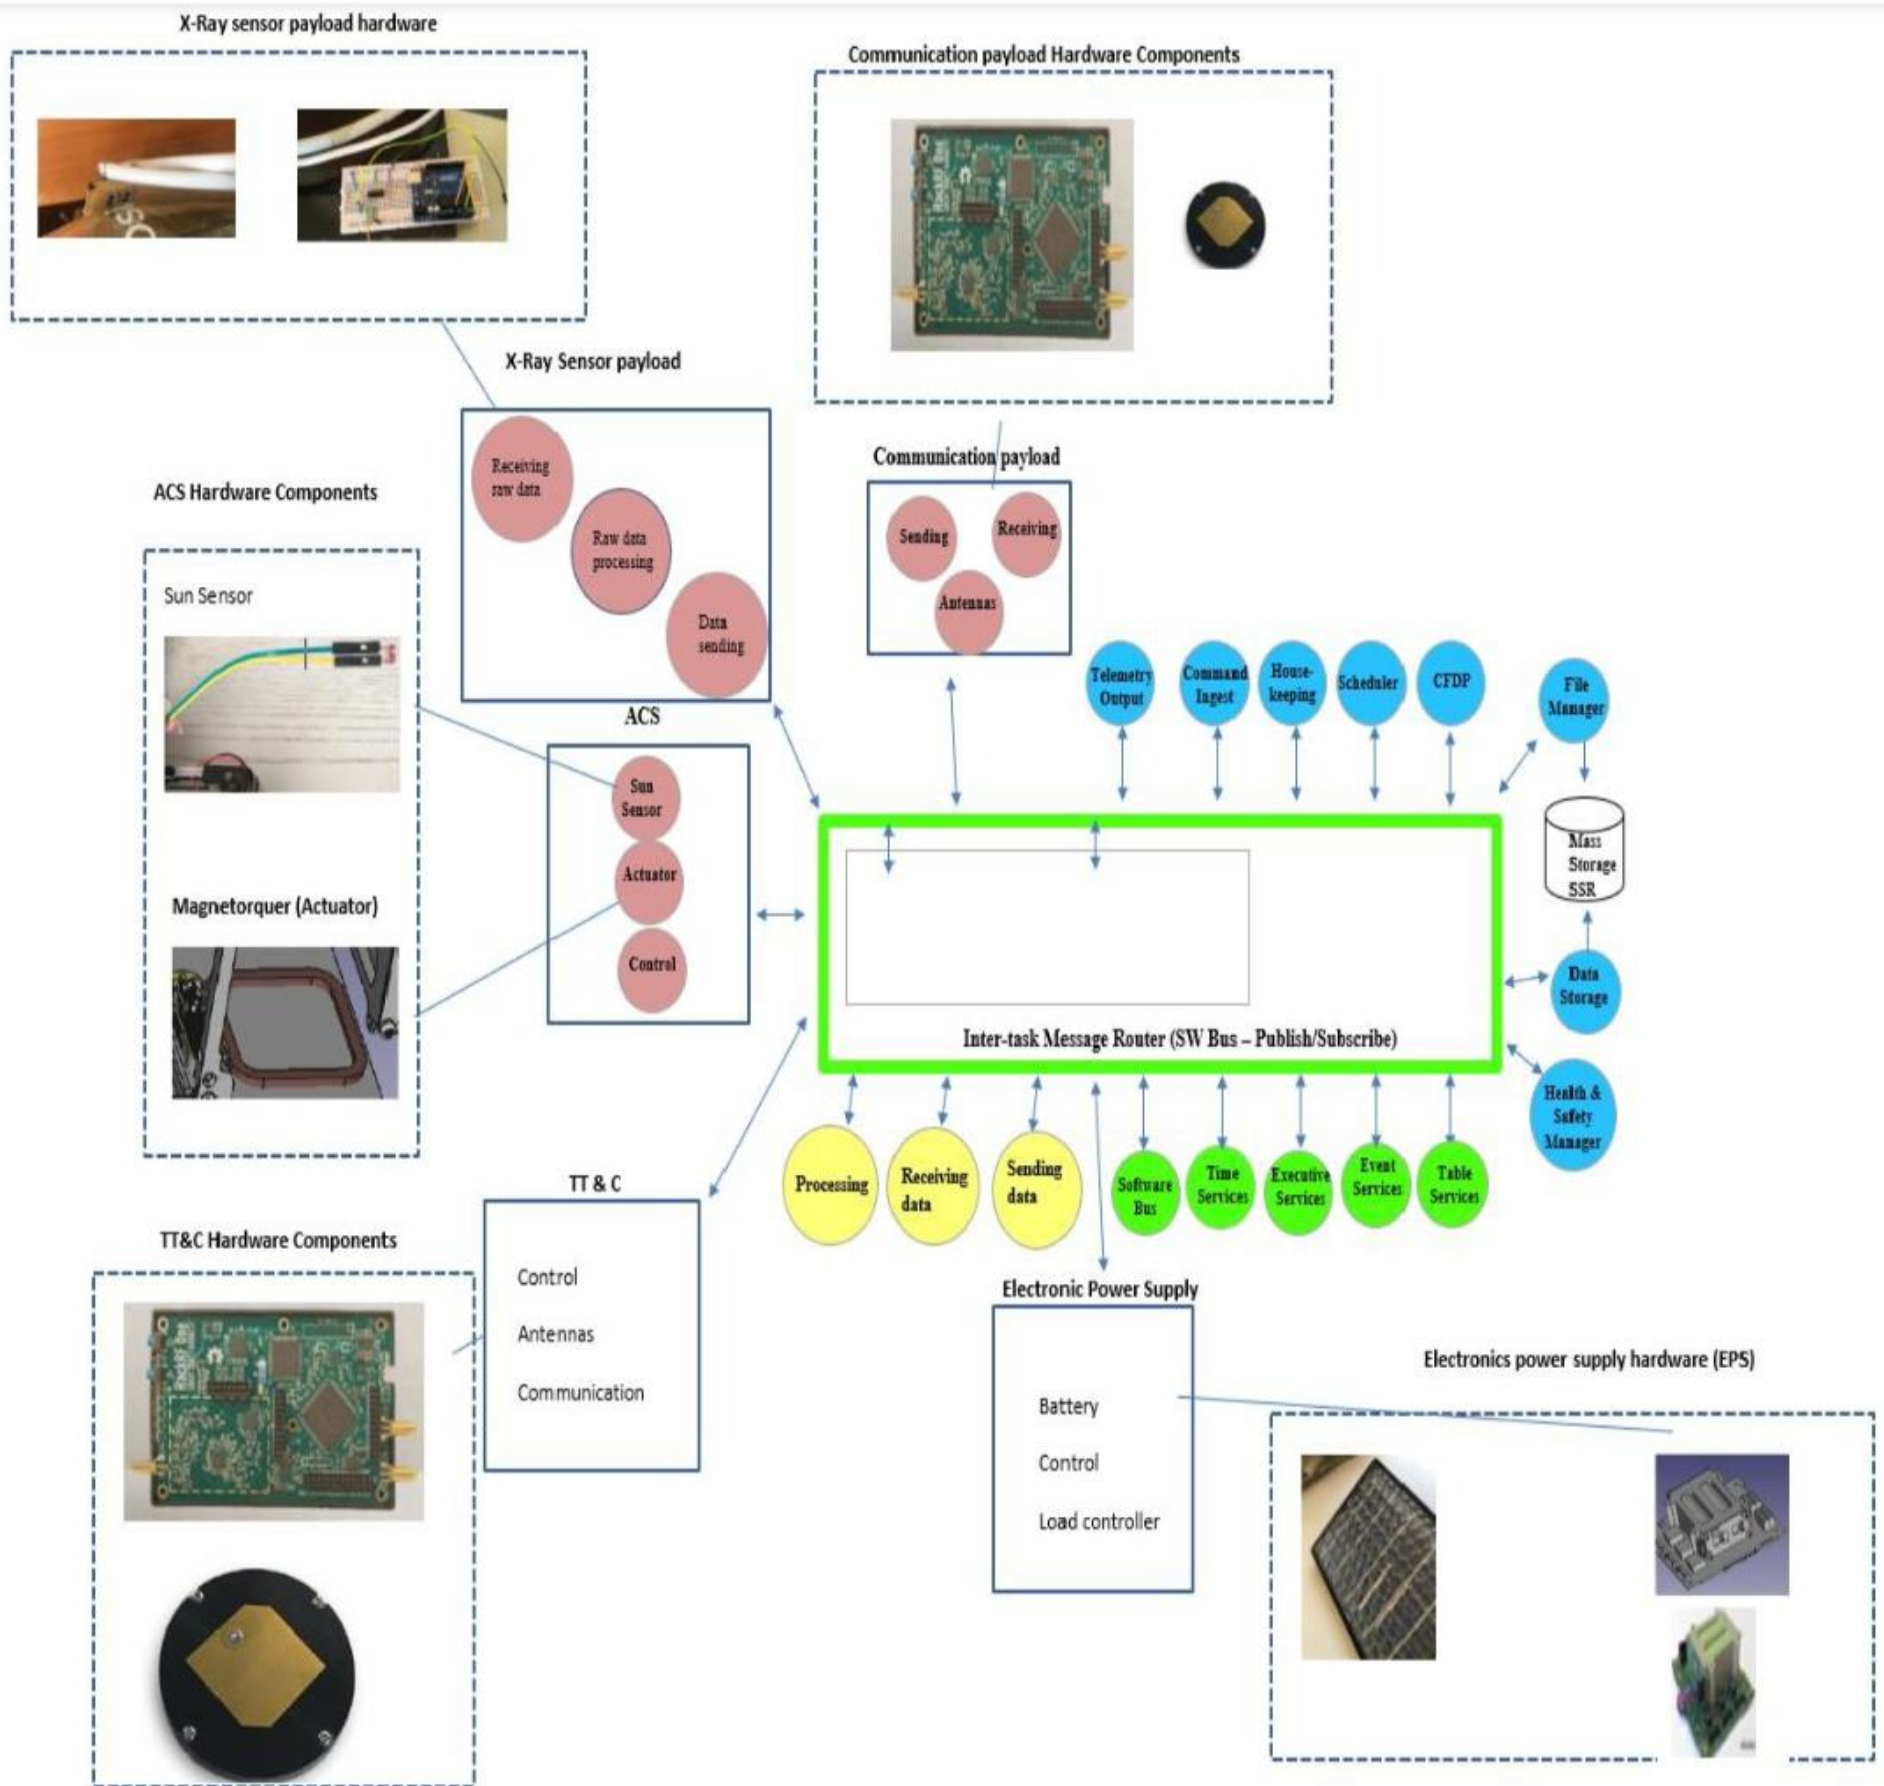 X-Ray sensor payload hardware
Communication payload Hardware Components
HackRF One
X-Ray Sensor payload
Receiving
raw data
Raw data
processing
Data
sending
Communication payload
Sending
Receiving
Antennas
ACS Hardware Components
Sun Sensor
Magnetorquer (Actuator)
ACS
Sun
Sensor
Actuator
Control
Telemetry
Output
Command
Ingest
House-
keeping
Scheduler
CFDP
File
Manager
Mass
Storage
SSR
Data
Storage
Health &
Safety
Manager
Inter-task Message Router (SW Bus – Publish/Subscribe)
Processing
Receiving
data
Sending
data
Software
Bus
Time
Services
Executive
Services
Event
Services
Table
Services
TT & C
Control
Antennas
Communication
TT&C Hardware Components
HackRF One
Electronic Power Supply
Battery
Control
Load controller
Electronics power supply hardware (EPS)